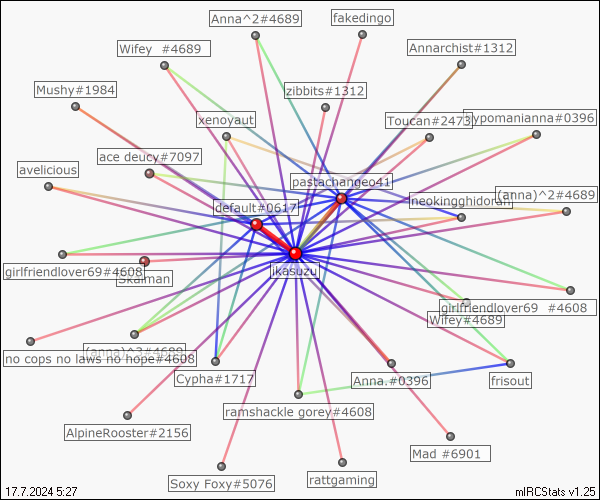 Anna^2#4689
fakedingo
Wifey #4689
Annarchist#1312
Mushy#1984
zibbits#1312
xenoyaut
Toucan#2473
hypomanianna#0396
ace deucy#7097
avelicious
pastachangeo41
(anna)^2#4689
default#0617
neokingghidorah
ikasuzu
girlfriendlover69#4608
Skaiman
girlfriendlover69 #4608
Wifey#4689
(anna)^3#4689
no cops no laws no hope#4608
Cypha#1717
Anna.#0396
frisout
ramshackle gorey#4608
AlpineRooster#2156
Mad #6901
Soxy Foxy#5076
rattgaming
17.7.2024 5:27
mIRCStats v1.25